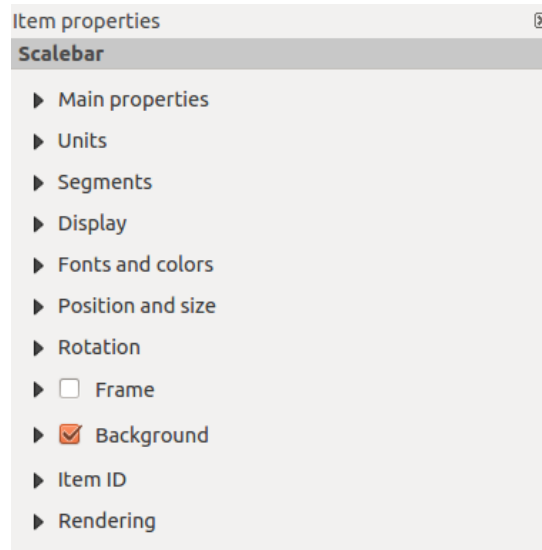 Item properties
Scalebar
Main properties
Units
Segments
Display
Fonts and colors
Position and size
Rotation
Frame
Background
Item ID
Rendering